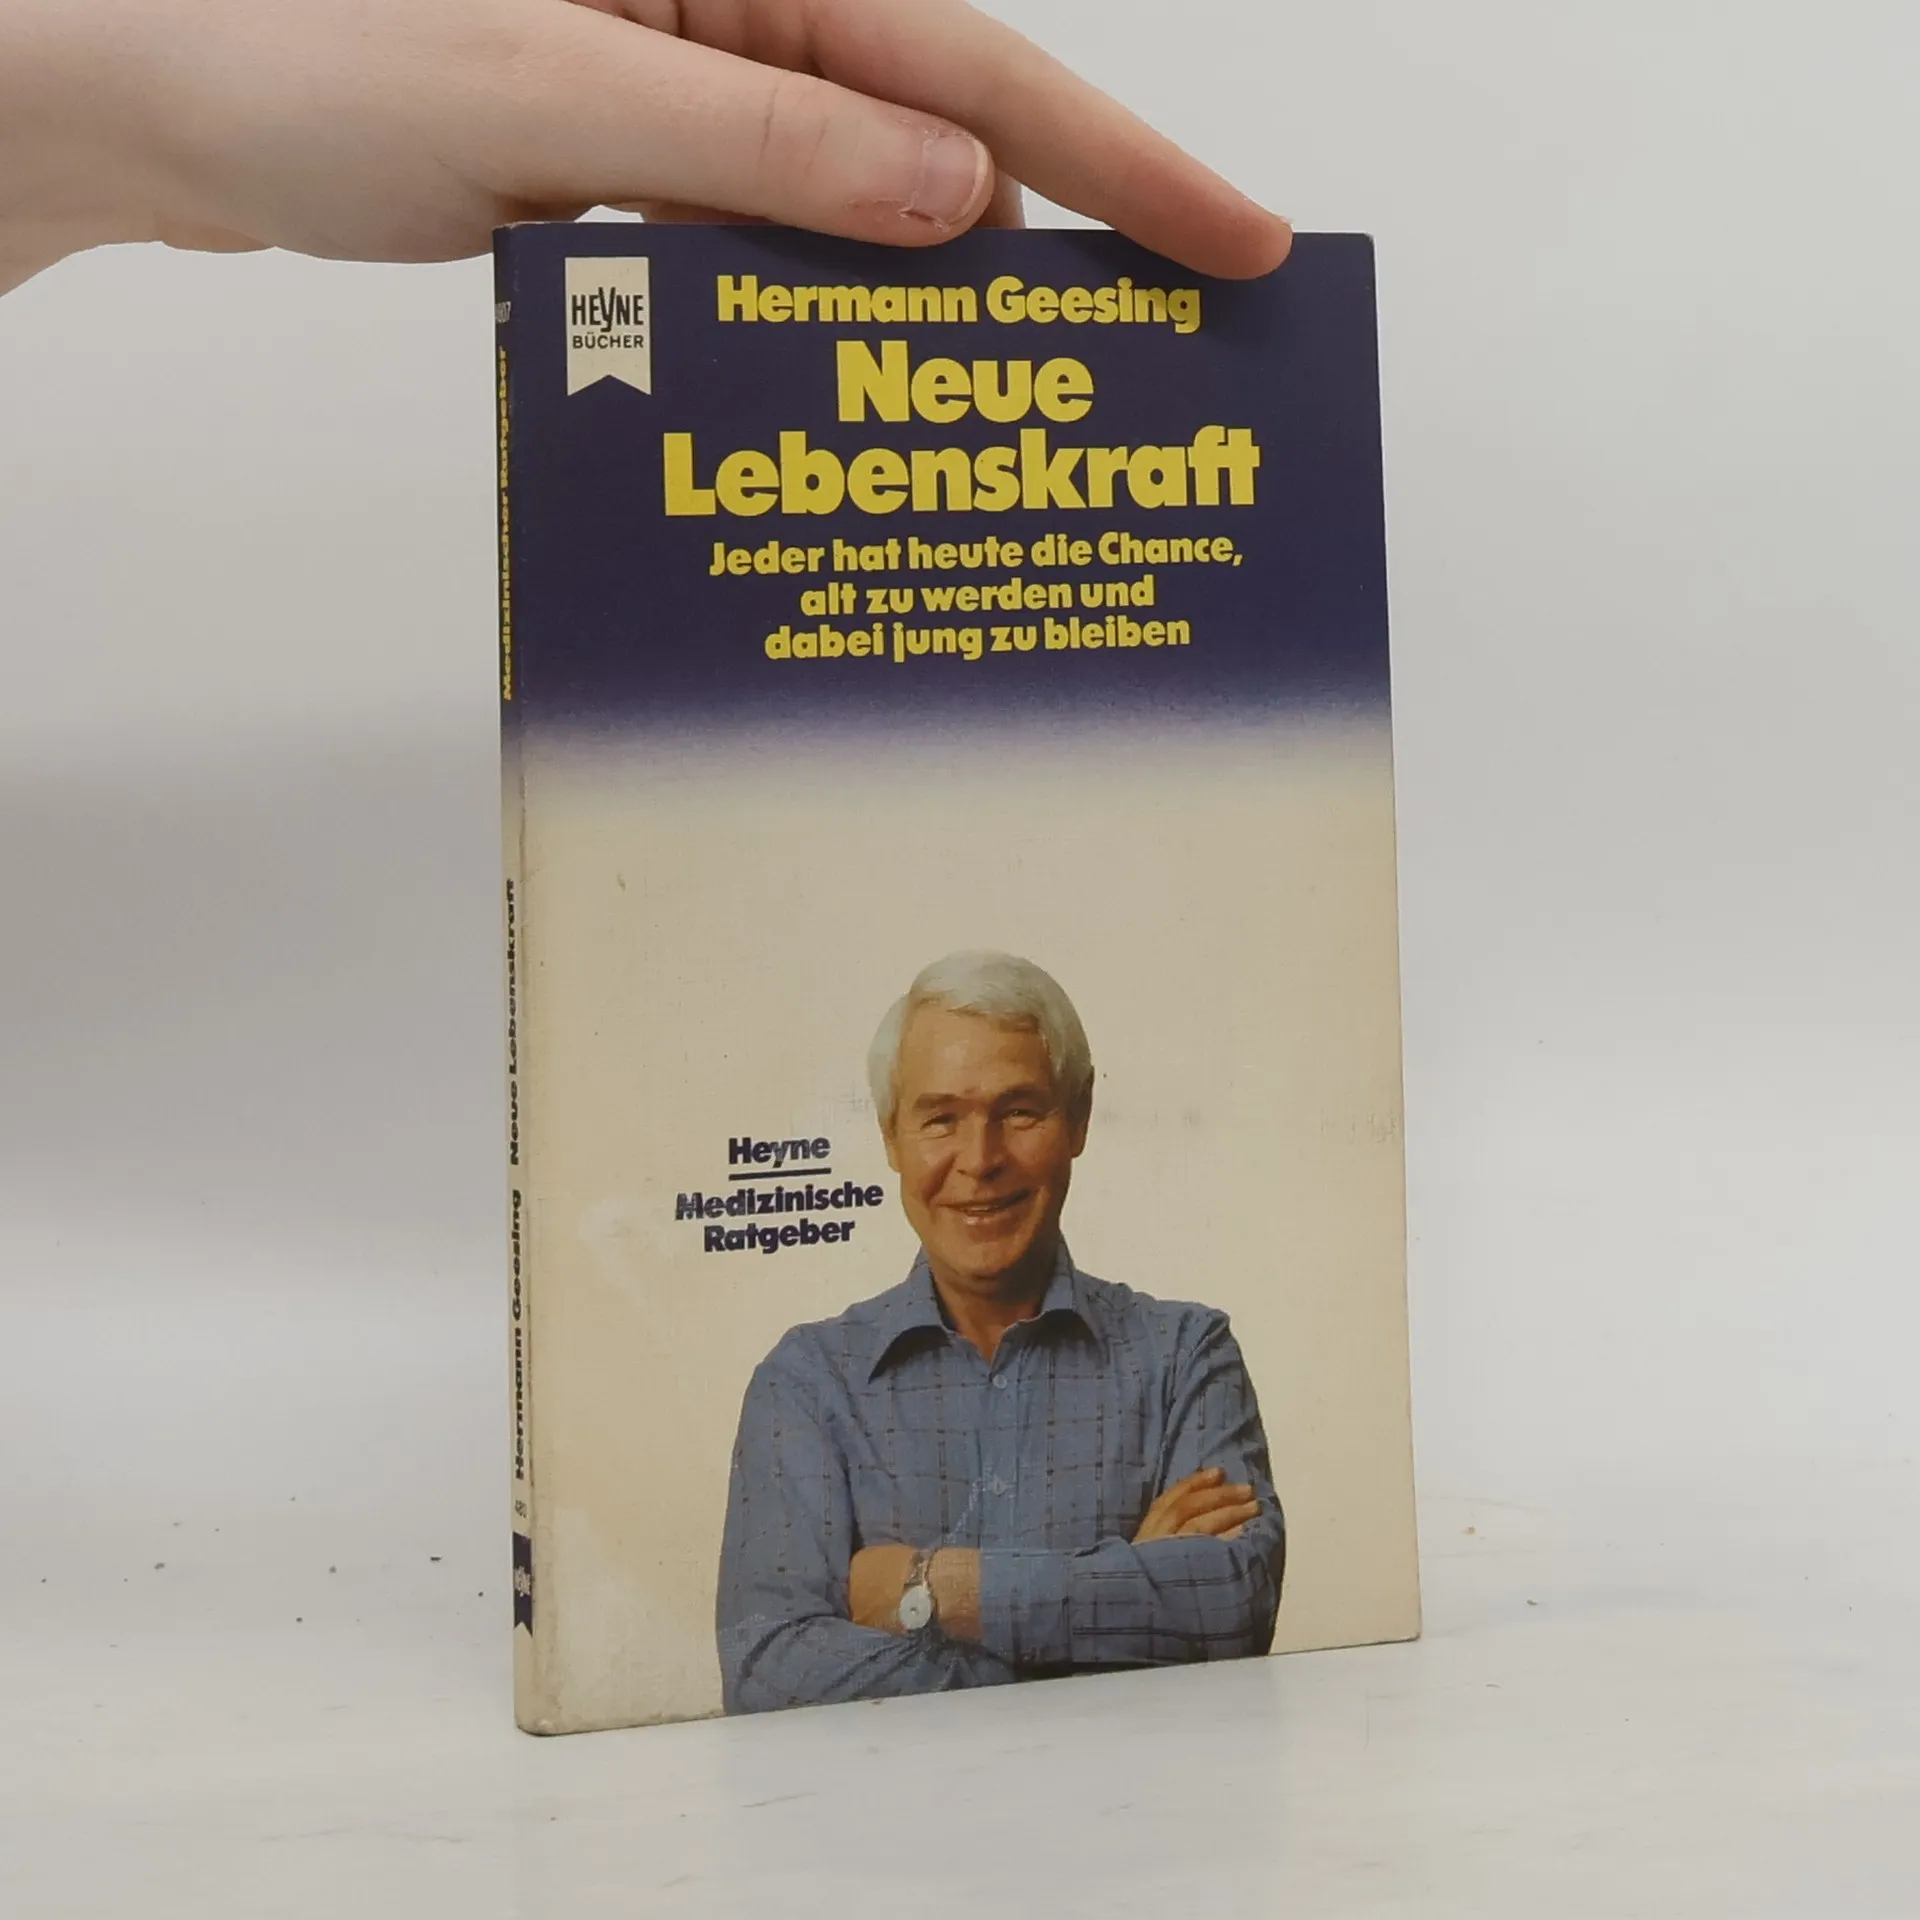 HEYNE
BÜCHER
Hermann Geesing
Neue
Lebenskraft
Jeder hat heute die Chance,
alt zu werden und
dabei jung zu bleiben
Heyne
Medizinische
Ratgeber
Medizinischer Ratgeber
Hermann Geesing Neue Lebenskraft
HEYNE